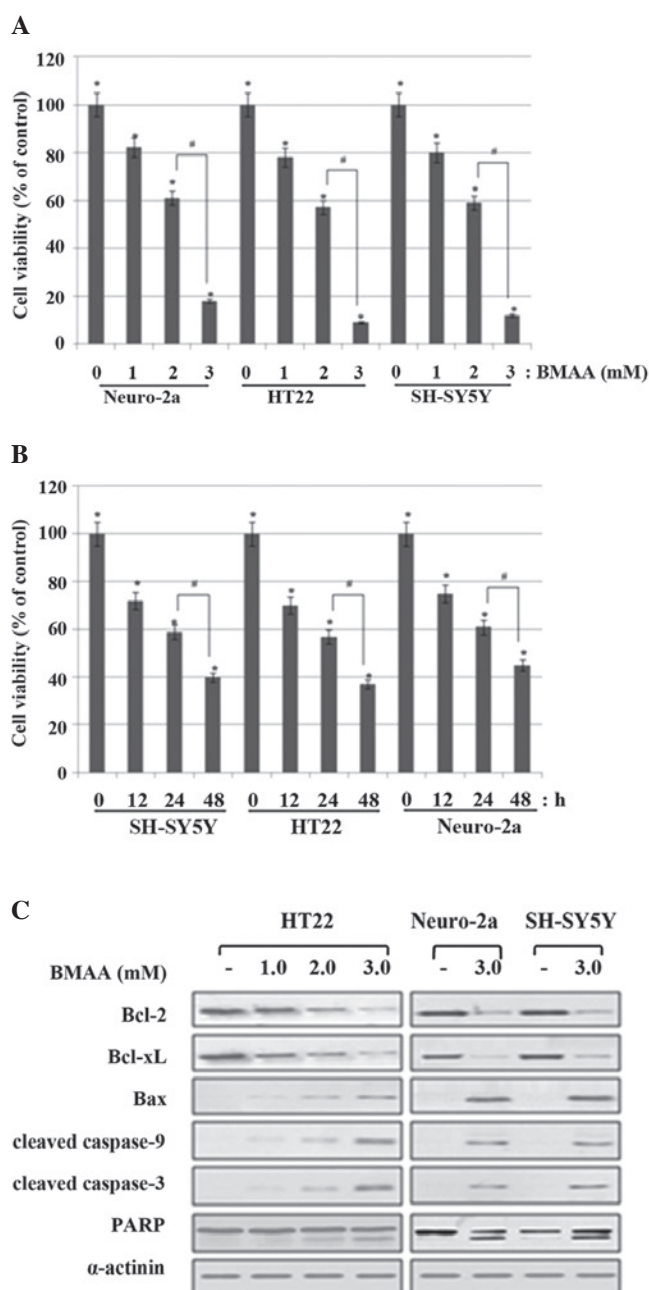 A
Cell viability (% of control)
120
100
80
60
40
20
0
* # * * * * * # * * * * * # *
0 1 2 3 0 1 2 3 0 1 2 3 : BMAA (mM)
Neuro-2a HT22 SH-SY5Y
B
Cell viability (% of control)
120
100
80
60
40
20
0
* * # * * * * # * * * * # *
0 12 24 48 0 12 24 48 0 12 24 48 : h
SH-SY5Y HT22 Neuro-2a
C
HT22 Neuro-2a SH-SY5Y
BMAA (mM) - 1.0 2.0 3.0 - 3.0 - 3.0
Bcl-2
Bcl-xL
Bax
cleaved caspase-9
cleaved caspase-3
PARP
α-actinin